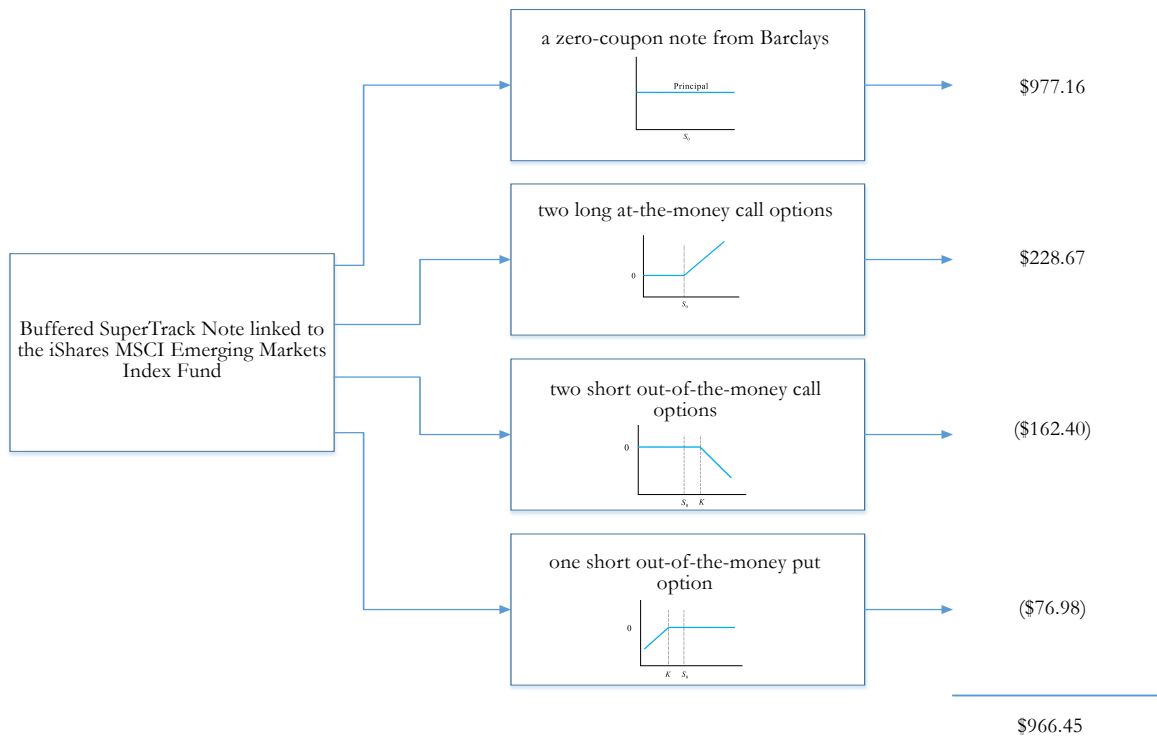 Buffered SuperTrack Note linked to
the iShares MSCI Emerging Markets
Index Fund
a zero-coupon note from Barclays
Principal
S₀
$977.16
two long at-the-money call options
0
S₀
$228.67
two short out-of-the-money call
options
0
S₀ K
($162.40)
one short out-of-the-money put
option
0
K S₀
($76.98)
$966.45